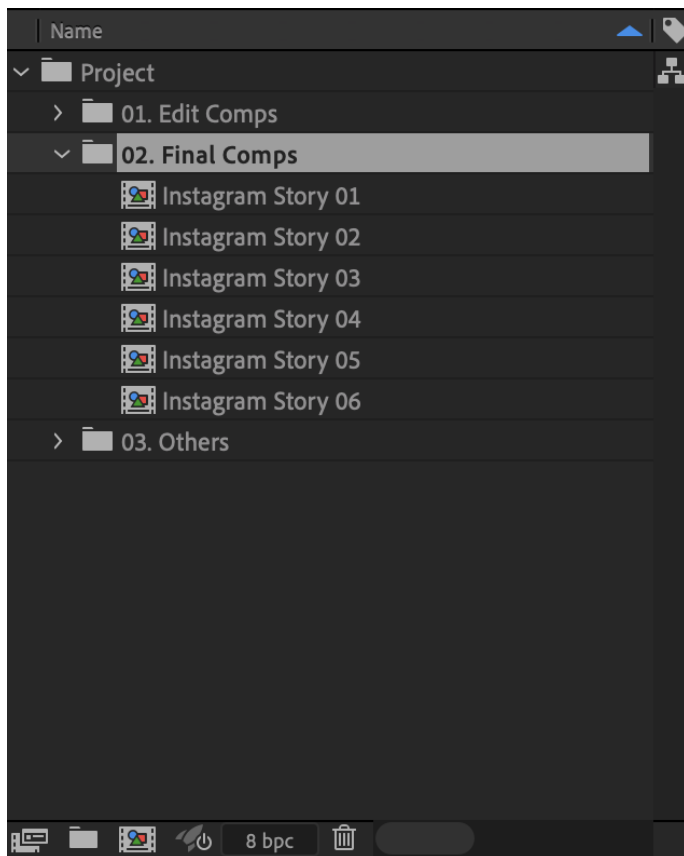 Name
Project
01. Edit Comps
02. Final Comps
Instagram Story 01
Instagram Story 02
Instagram Story 03
Instagram Story 04
Instagram Story 05
Instagram Story 06
03. Others
8 bpc